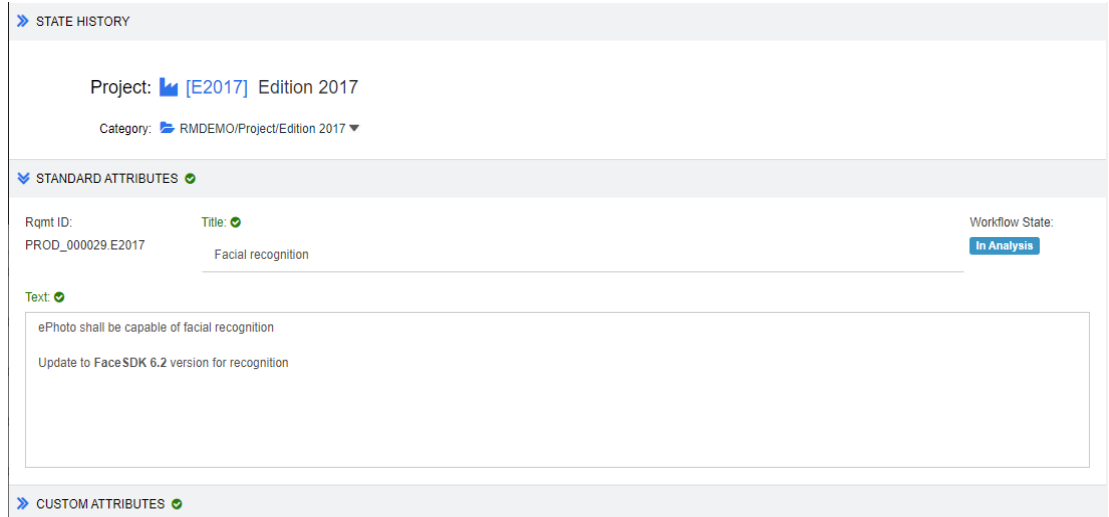 STATE HISTORY
Project: [E2017] Edition 2017
Category: RMDEMO/Project/Edition 2017
STANDARD ATTRIBUTES
Rqmt ID: Title: Workflow State:
PROD_000029.E2017 Facial recognition In Analysis
Text:
ePhoto shall be capable of facial recognition
Update to FaceSDK 6.2 version for recognition
CUSTOM ATTRIBUTES